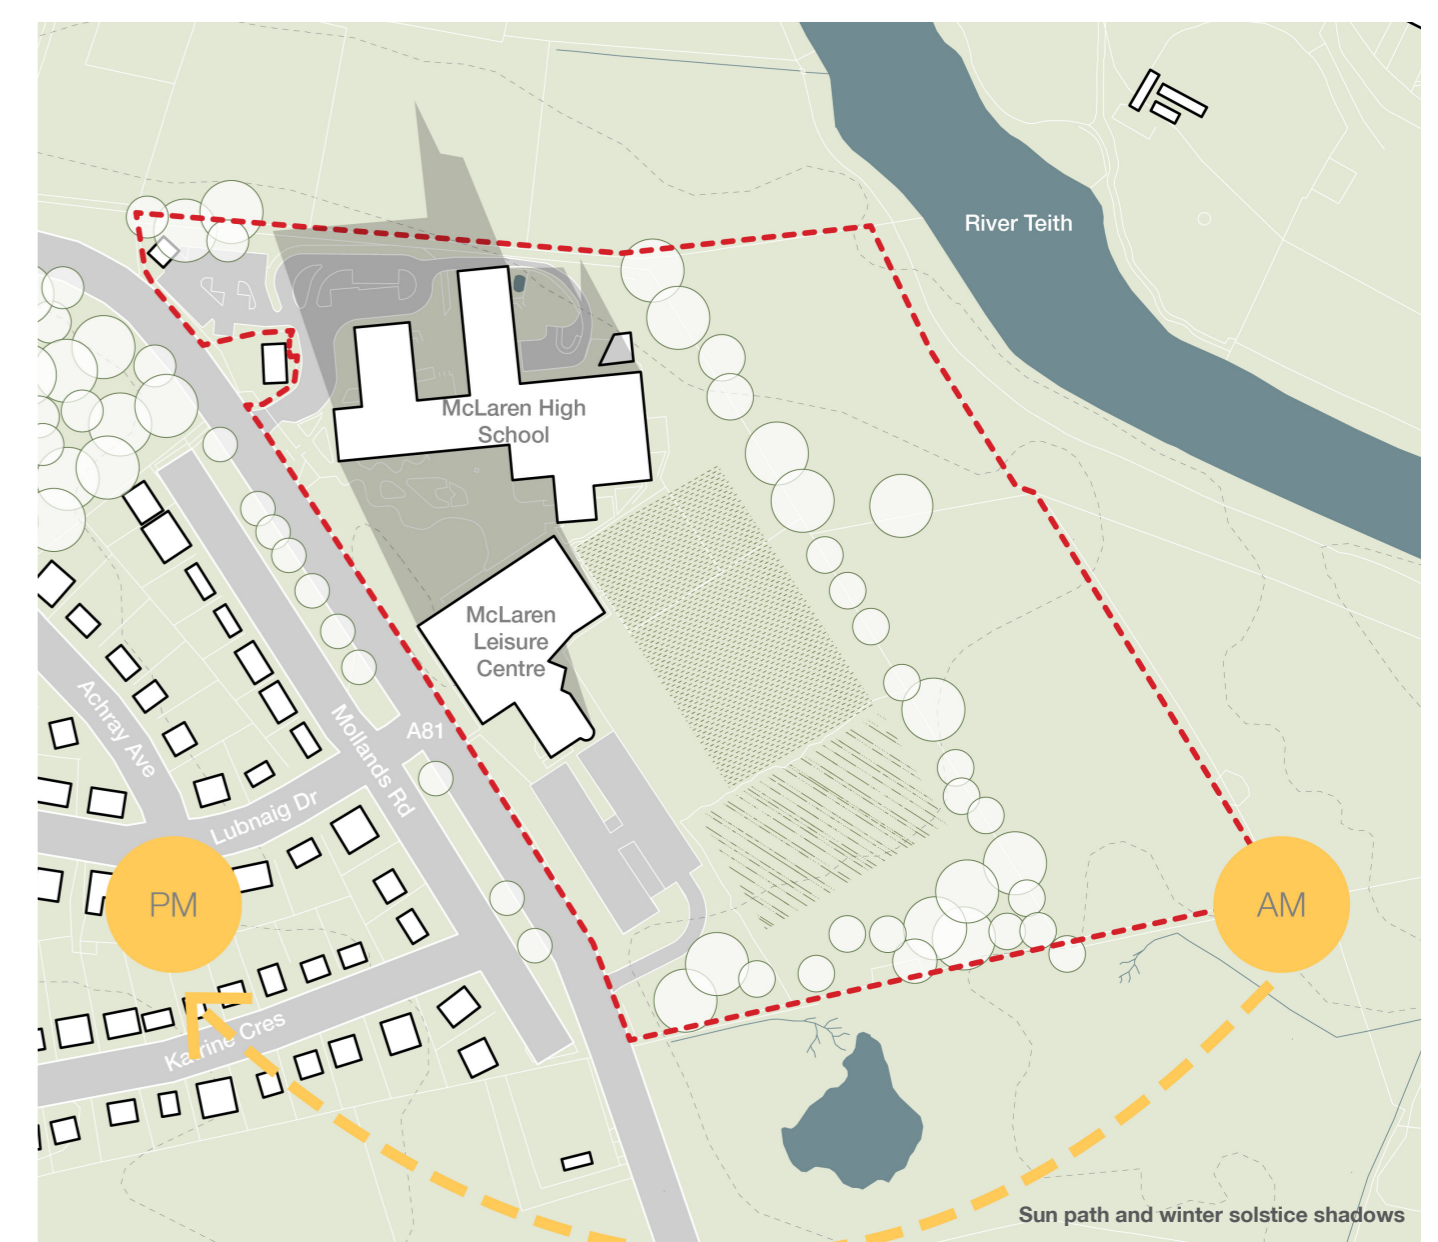 River Teith
McLaren High
School
McLaren
Leisure
Centre
Achray Ave
Mollands Rd
A81
Lubnaig Dr
PM
AM
Katrine Cres
Sun path and winter solstice shadows